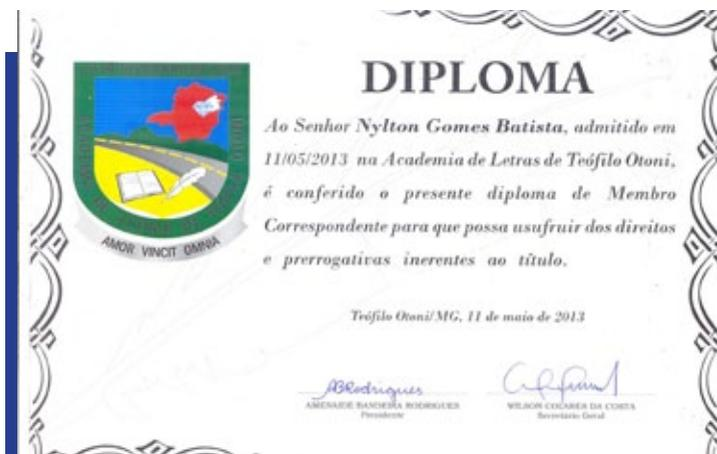 DIPLOMA
Ao Senhor Nylton Gomes Batista, admitido em
11/05/2013 na Academia de Letras de Teófilo Otoni,
é conferido o presente diploma de Membro
Correspondente para que possa usufruir dos direitos
e prerrogativas inerentes ao título.
AMOR VINCIT OMNIA
Teófilo Otoni/MG, 11 de maio de 2013
ABRodrigues
AMENAIDE BANDEIRA RODRIGUES
Presidente
WILSON COLARES DA COSTA
Secretário Geral